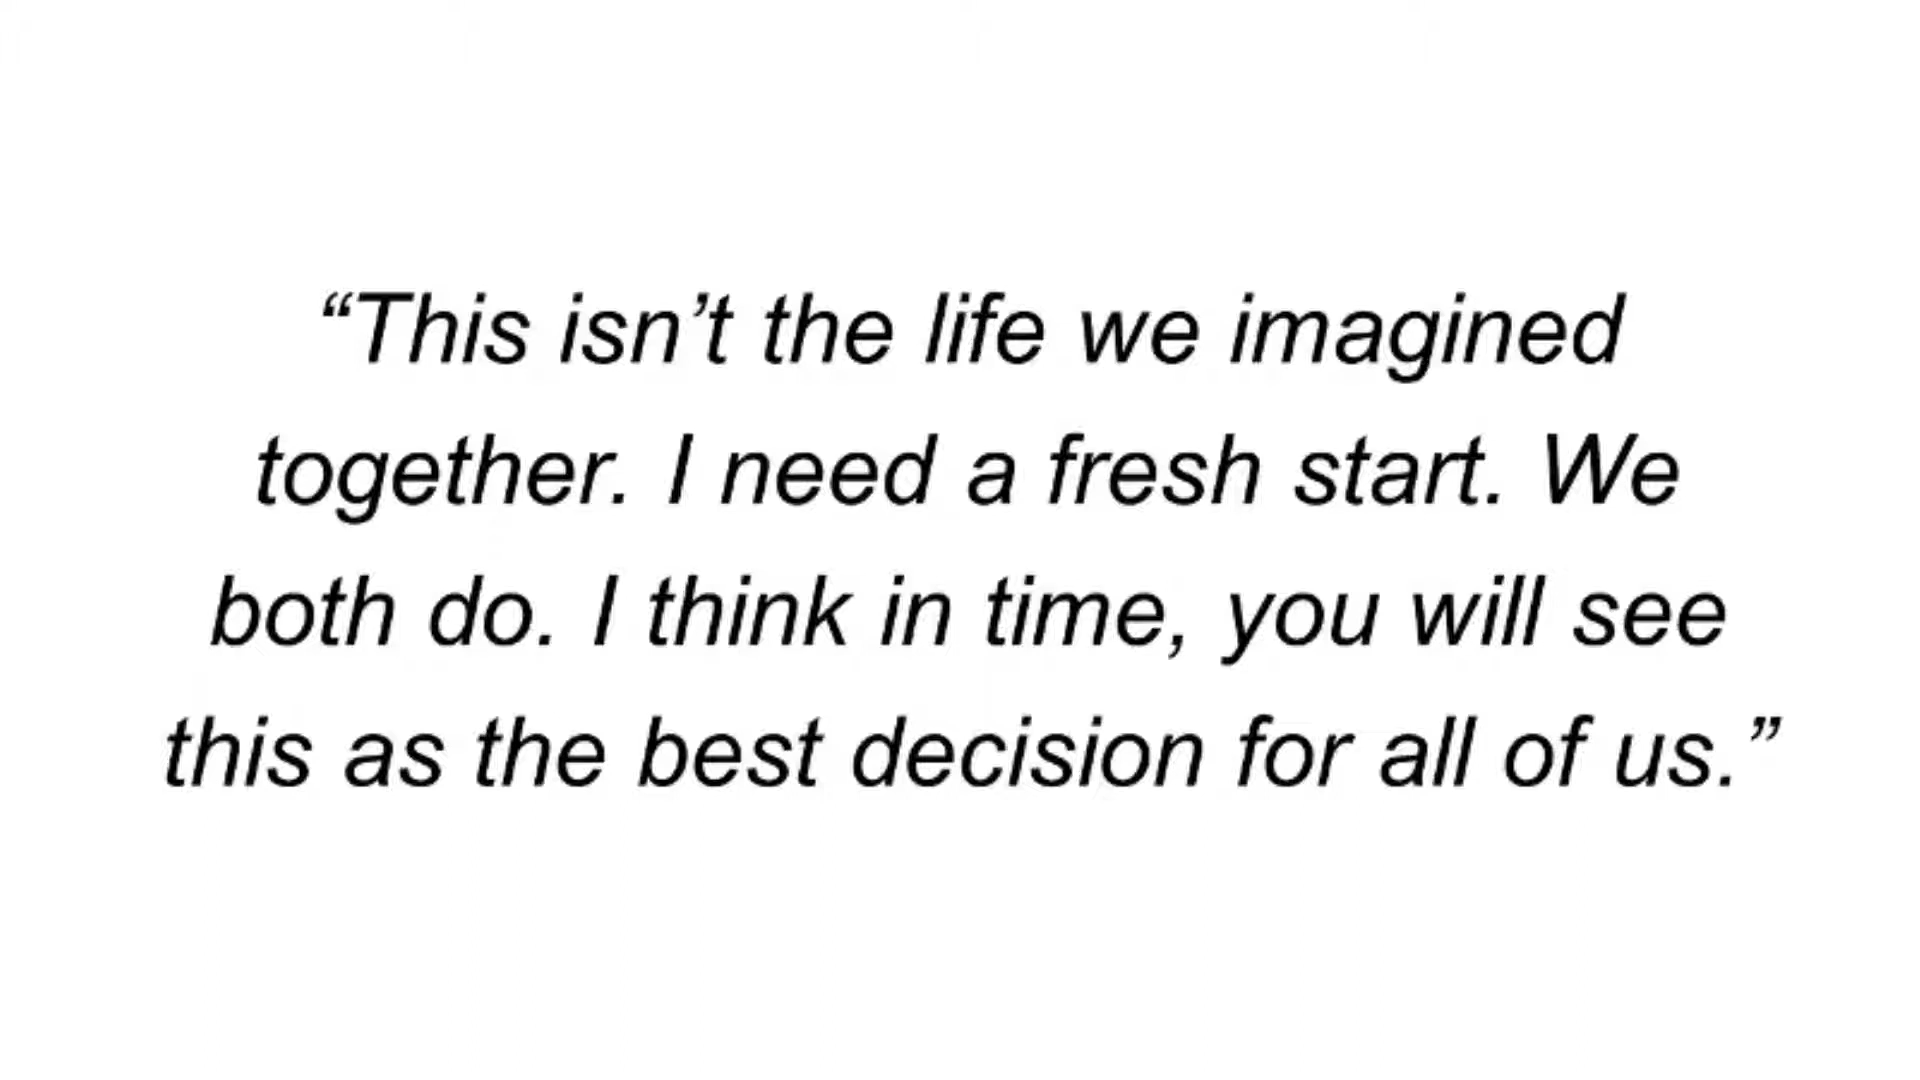 “This isn’t the life we imagined
together. I need a fresh start. We
both do. I think in time, you will see
this as the best decision for all of us.”